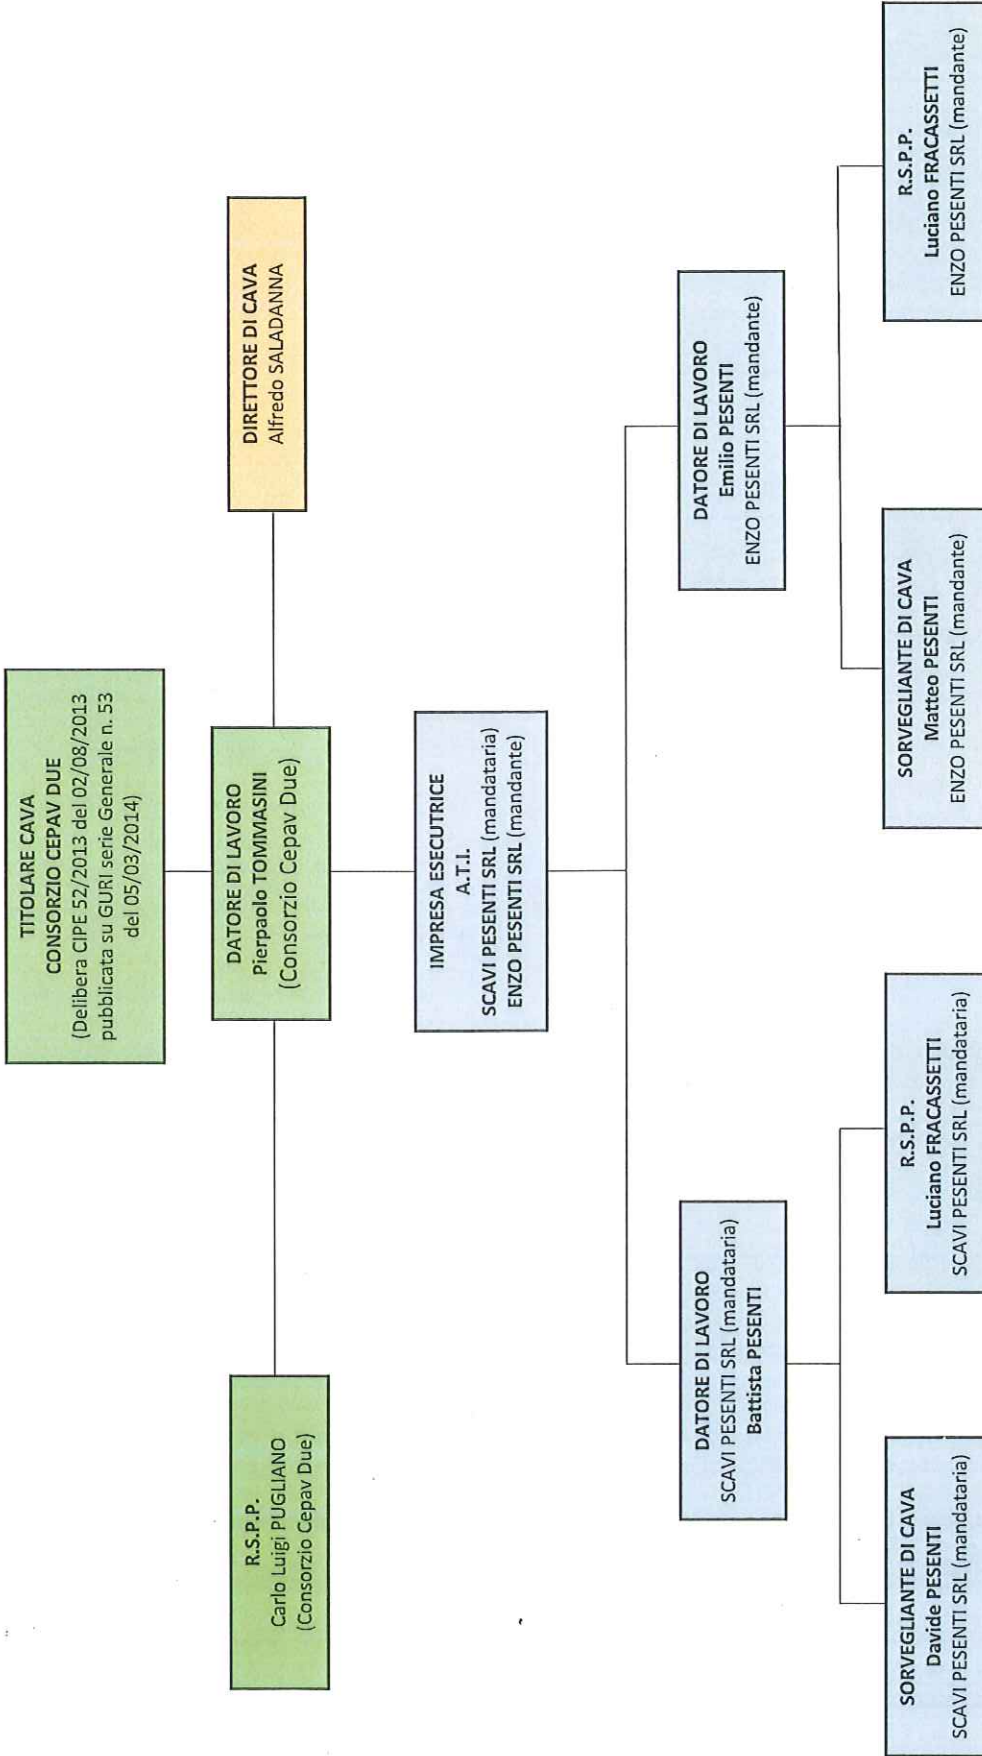 TITOLARE CAVA
CONSORZIO CEPAV DUE
(Delibera CIPE 52/2013 del 02/08/2013
pubblicata su GURI serie Generale n. 53
del 05/03/2014)
R.S.P.P.
Carlo Luigi PUGLIANO
(Consorzio Cepav Due)
DATORE DI LAVORO
Pierpaolo TOMMASINI
(Consorzio Cepav Due)
DIRETTORE DI CAVA
Alfredo SALADANNA
IMPRESA ESECUTRICE
A.T.I.
SCAVI PESENTI SRL (mandataria)
ENZO PESENTI SRL (mandante)
DATORE DI LAVORO
SCAVI PESENTI SRL (mandataria)
Battista PESENTI
DATORE DI LAVORO
Emilio PESENTI
ENZO PESENTI SRL (mandante)
SORVEGLIANTE DI CAVA
Davide PESENTI
SCAVI PESENTI SRL (mandataria)
R.S.P.P.
Luciano FRACASSETTI
SCAVI PESENTI SRL (mandataria)
SORVEGLIANTE DI CAVA
Matteo PESENTI
ENZO PESENTI SRL (mandante)
R.S.P.P.
Luciano FRACASSETTI
ENZO PESENTI SRL (mandante)